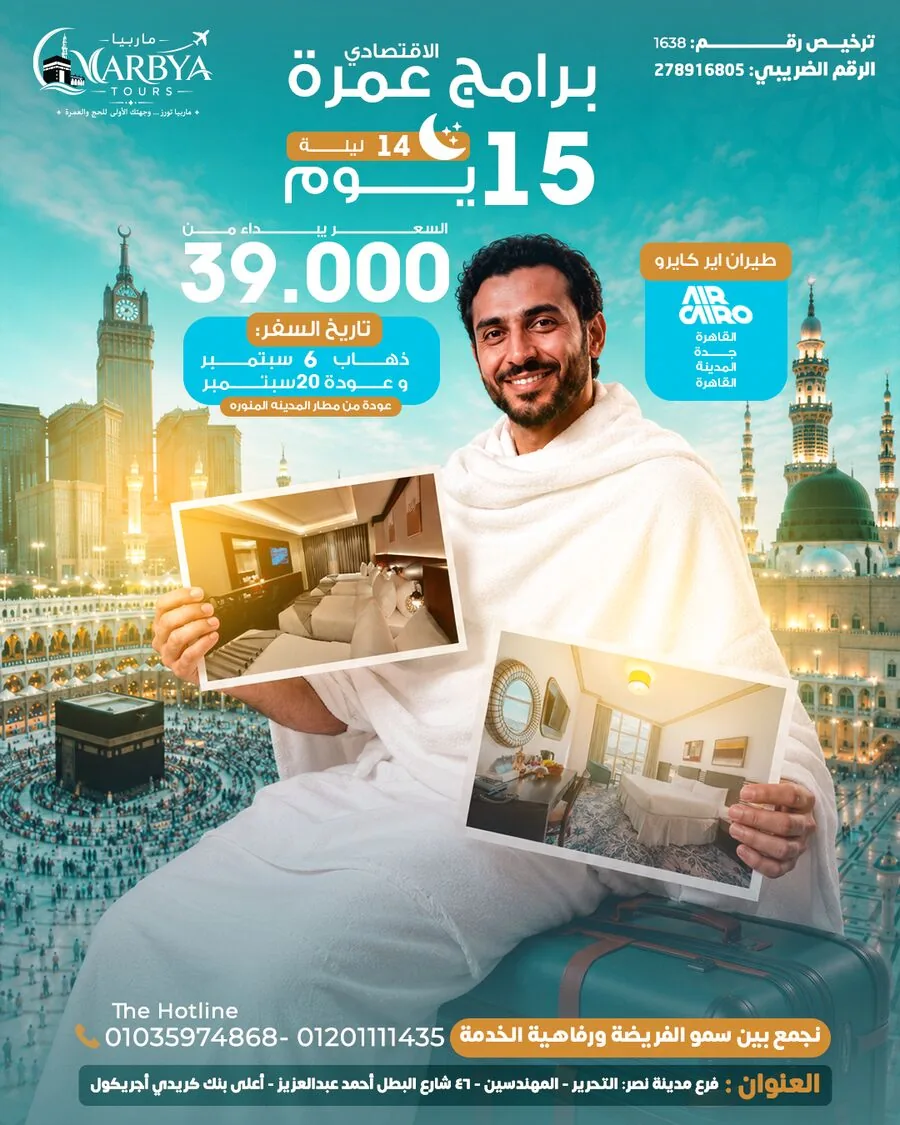 ماربيا
MARBYA
TOURS
ماربيا تورز... وجهتك الأولى للحج والعمرة
ترخيص رقم: 1638
الرقم الضريبي: 278916805
الاقتصادي
برامج عمرة
15 يوم
14 ليلة
السعر يبداء من
39.000
تاريخ السفر:
ذهاب 6 سبتمبر
و عودة 20سبتمبر
عودة من مطار المدينه المنوره
طيران اير كايرو
AIR
CAIRO
القاهرة
جدة
المدينة
القاهرة
The Hotline
01035974868- 01201111435
نجمع بين سمو الفريضة ورفاهية الخدمة
العنوان : فرع مدينة نصر: التحرير - المهندسين - ٤٦ شارع البطل أحمد عبدالعزيز - أعلى بنك كريدي أجريكول